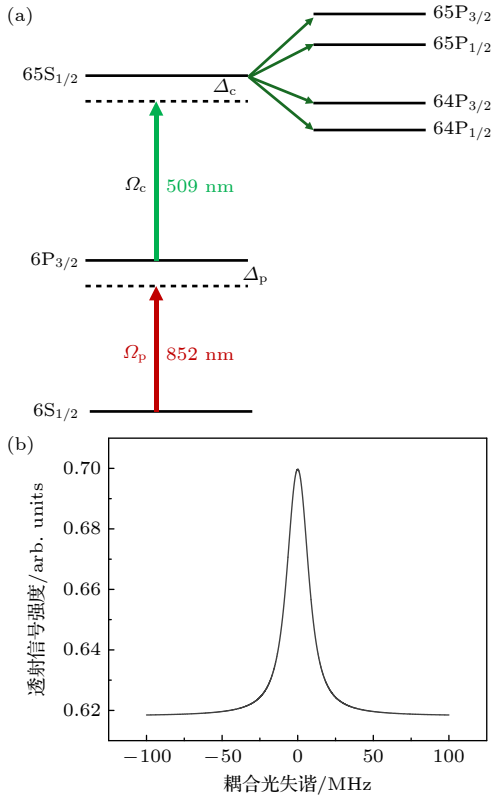 (a)
65P3/2
65P1/2
65S1/2
Δc
64P3/2
64P1/2
Ωc 509 nm
6P3/2
Δp
Ωp 852 nm
6S1/2
(b)
0.70
0.68
0.66
0.64
0.62
透射信号强度/arb. units
−100 −50 0 50 100
耦合光失谐/MHz